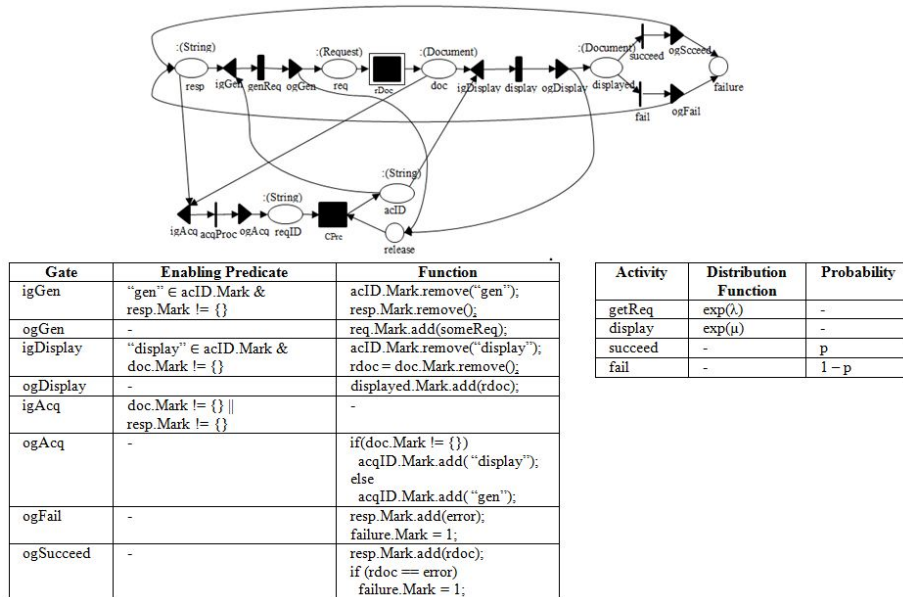 :(String)
:(Request)
:(Document)
:(Document)
succeed
ogScceed
resp
igGen
genReq
ogGen
req
rDoc
doc
igDisplay
display
ogDisplay
displayed
fail
ogFail
failure
:(String)
:(String)
acID
igAcq
acqProc
ogAcq
reqID
CPrc
release
.
Gate Enabling Predicate Function
igGen “gen” ∈ acID.Mark & acID.Mark.remove(“gen”);
resp.Mark != {} resp.Mark.remove();
ogGen - req.Mark.add(someReq);
igDisplay “display” ∈ acID.Mark & acID.Mark.remove(“display”);
doc.Mark != {} rdoc = doc.Mark.remove();
ogDisplay - displayed.Mark.add(rdoc);
igAcq doc.Mark != {} || -
resp.Mark != {}
ogAcq - if(doc.Mark != {})
acqID.Mark.add( “display”);
else
acqID.Mark.add( “gen”);
ogFail - resp.Mark.add(error);
failure.Mark = 1;
ogSucceed - resp.Mark.add(rdoc);
if (rdoc == error)
failure.Mark = 1;
Activity Distribution Probability
Function
getReq exp(λ) -
display exp(μ) -
succeed - p
fail - 1 – p